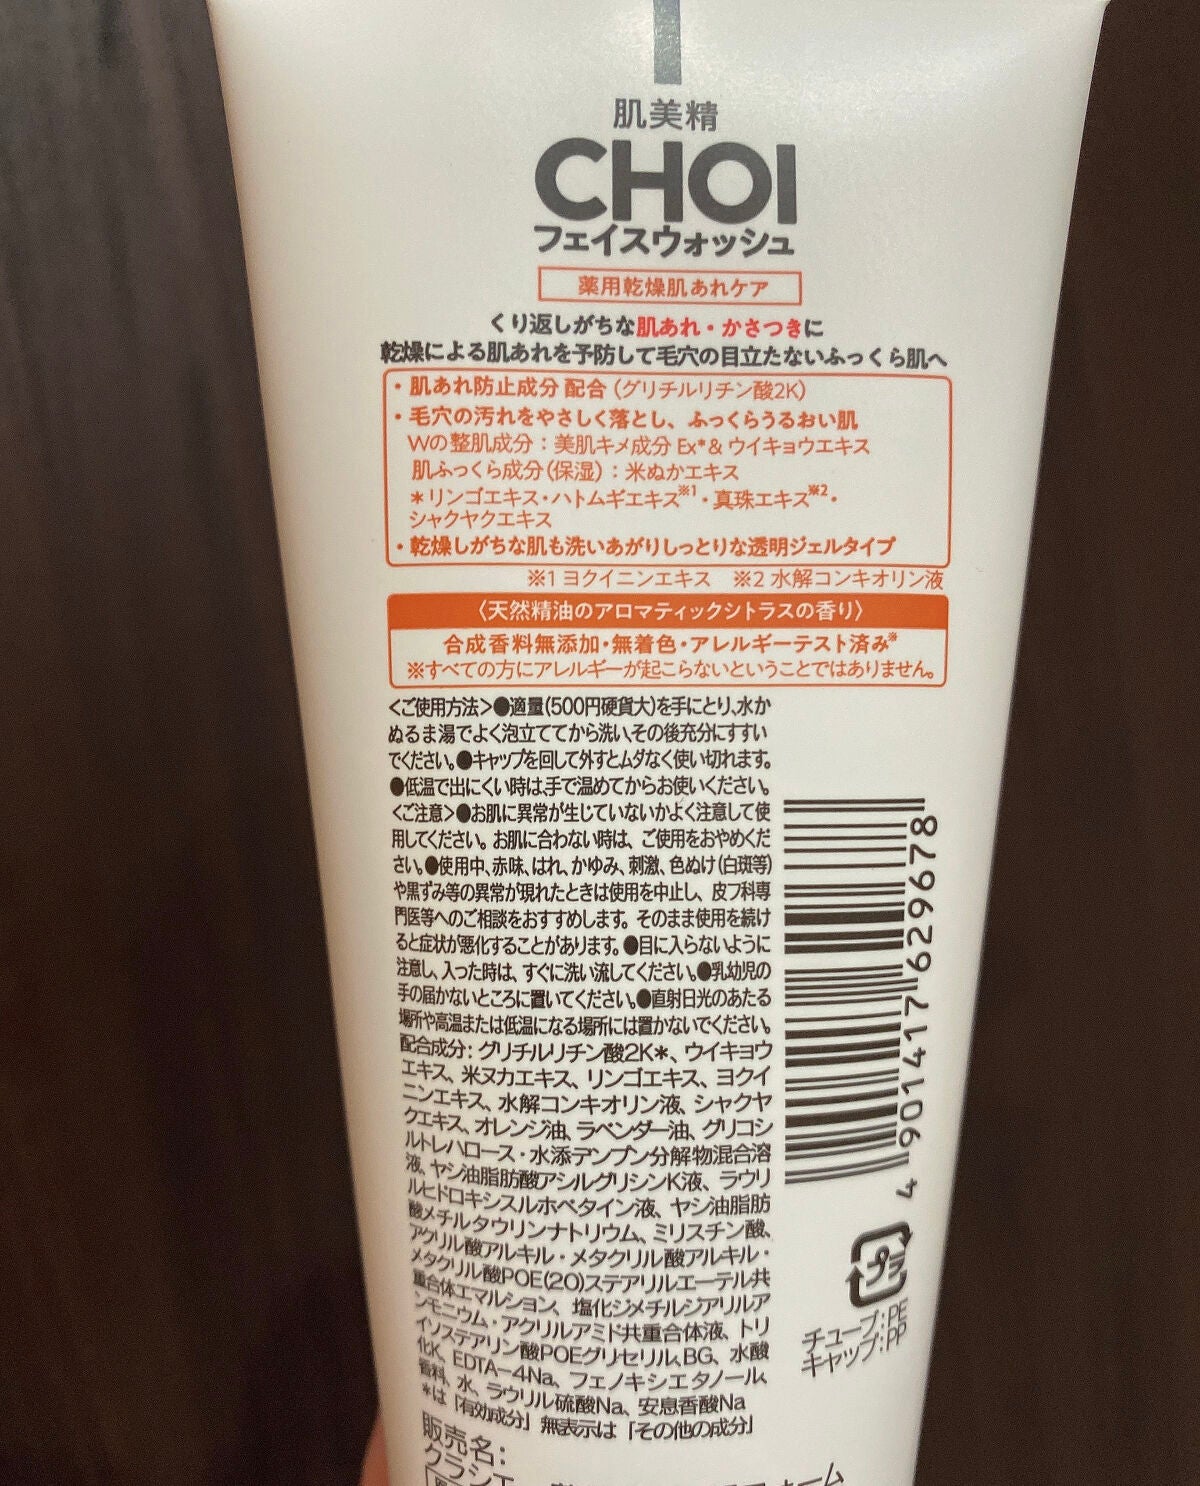 肌美精
CHOI
フェイスウォッシュ
薬用乾燥肌あれケア
くり返しがちな肌あれ・かさつきに
乾燥による肌あれを予防して毛穴の目立たないふっくら肌へ
・肌あれ防止成分 配合（グリチルリチン酸2K）
・毛穴の汚れをやさしく落とし、ふっくらうるおい肌
Wの整肌成分：美肌キメ成分 Ex*& ウイキョウエキス
肌ふっくら成分（保湿）：米ぬかエキス
＊リンゴエキス・ハトムギエキス※1・真珠エキス※2・
シャクヤクエキス
・乾燥しがちな肌も洗いあがりしっとりな透明ジェルタイプ
※1 ヨクイニンエキス ※2 水解コンキオリン液
〈天然精油のアロマティックシトラスの香り〉
合成香料無添加・無着色・アレルギーテスト済み※
※すべての方にアレルギーが起こらないということではありません。
＜ご使用方法＞●適量（500円硬貨大）を手にとり、水か
ぬるま湯でよく泡立ててから洗い、その後充分にすすい
でください。●キャップを回して外すとムダなく使い切れます。
●低温で出にくい時は、手で温めてからお使いください。
＜ご注意＞●お肌に異常が生じていないかよく注意して使
用してください。お肌に合わない時は、ご使用をおやめくだ
さい。●使用中、赤味、はれ、かゆみ、刺激、色ぬけ（白斑等）
や黒ずみ等の異常が現れたときは使用を中止し、皮フ科専
門医等へのご相談をおすすめします。そのまま使用を続け
ると症状が悪化することがあります。●目に入らないように
注意し、入った時は、すぐに洗い流してください。●乳幼児の
手の届かないところに置いてください。●直射日光のあたる
場所や高温または低温になる場所には置かないでください。
配合成分：グリチルリチン酸2K＊、ウイキョウ
エキス、米ヌカエキス、リンゴエキス、ヨクイ
ニンエキス、水解コンキオリン液、シャクヤ
クエキス、オレンジ油、ラベンダー油、グリコシ
ルトレハロース・水添デンプン分解物混合溶
液、ヤシ油脂肪酸アシルグリシンK液、ラウリ
ルヒドロキシスルホベタイン液、ヤシ油脂肪
酸メチルタウリンナトリウム、ミリスチン酸、
アクリル酸アルキル・メタクリル酸アルキル・
メタクリル酸POE（20）ステアリルエーテル共
重合体エマルション、塩化ジメチルジアリルア
ンモニウム・アクリルアミド共重合体液、トリ
イソステアリン酸POEグリセリル、BG、水酸
化K、EDTA－4Na、フェノキシエタノール、
香料、水、ラウリル硫酸Na、安息香酸Na
＊は「有効成分」無表示は「その他の成分」
販売名：
クラシエ
4 901417 629678
プラ
チューブ：PE
キャップ：PP